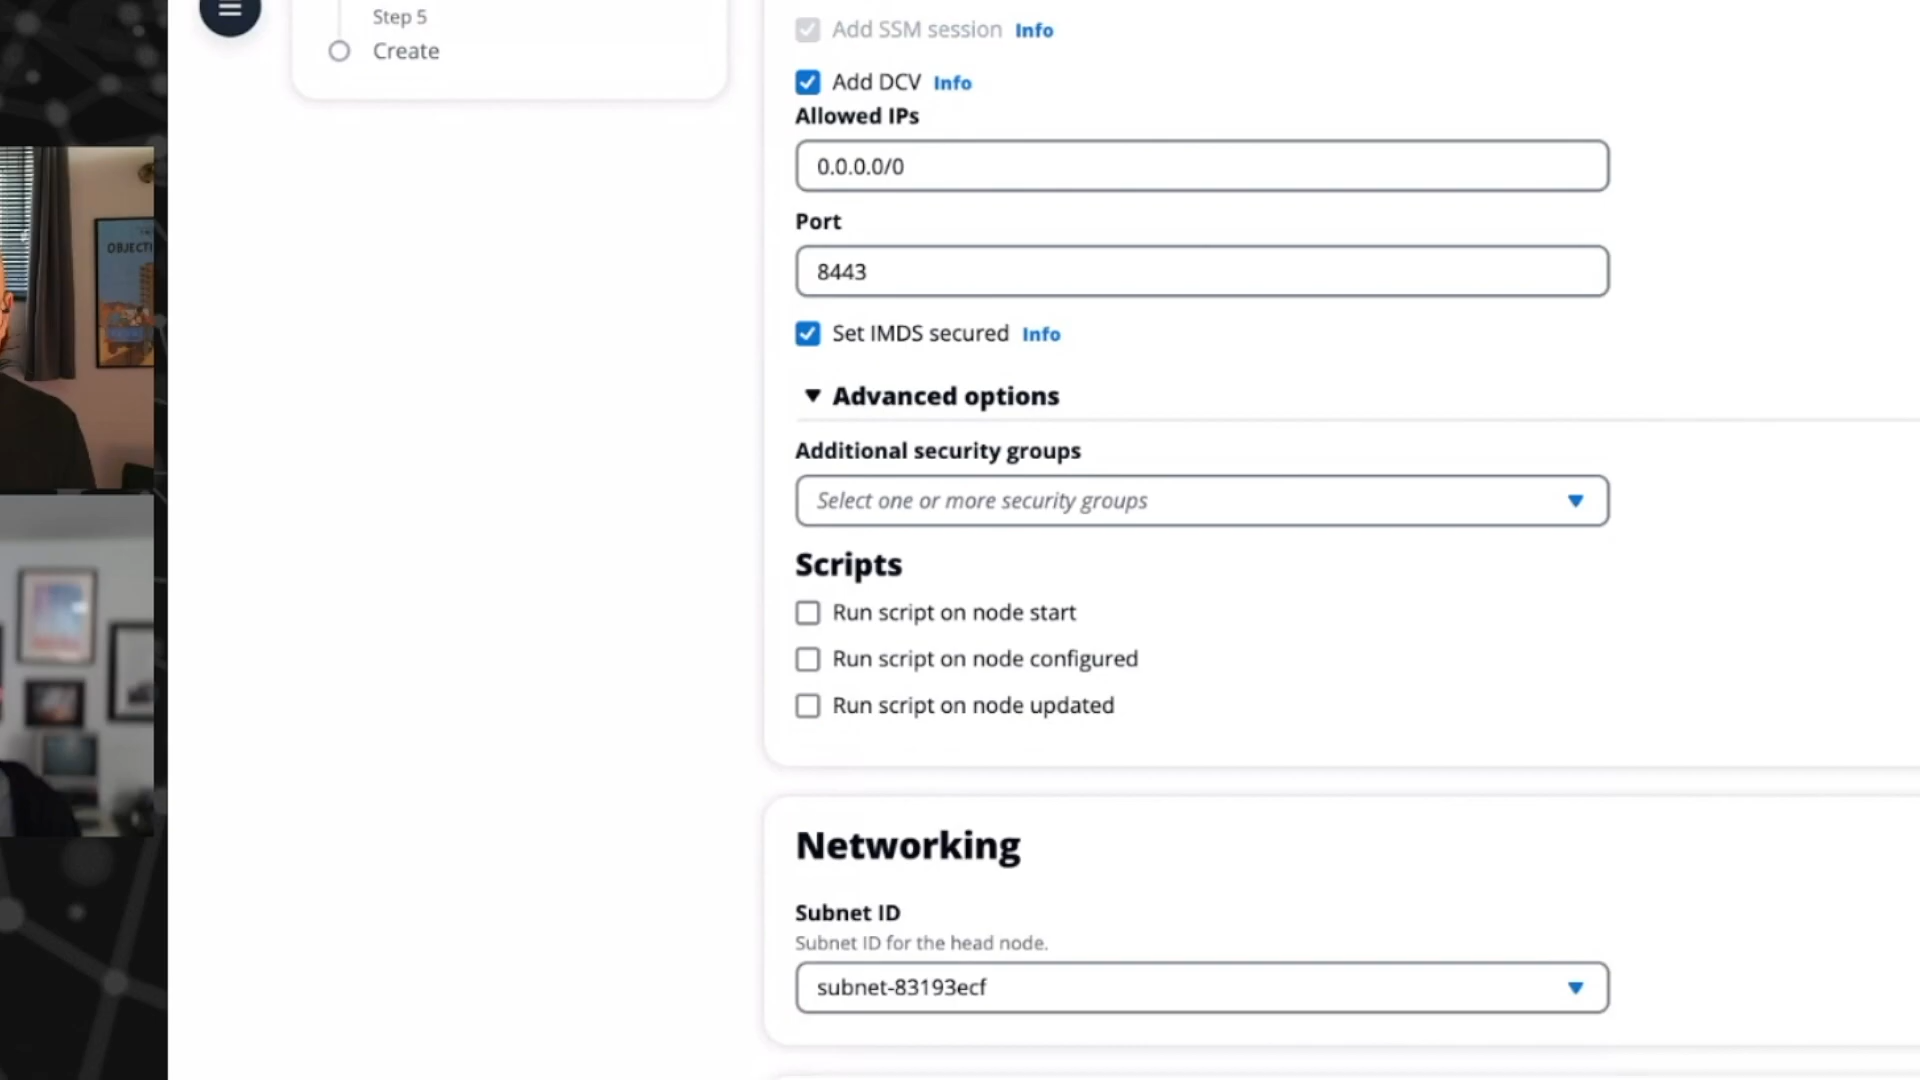 Step 5
Create
Add SSM session Info
Add DCV Info
Allowed IPs
0.0.0.0/0
Port
8443
Set IMDS secured Info
Advanced options
Additional security groups
Select one or more security groups
Scripts
Run script on node start
Run script on node configured
Run script on node updated
Networking
Subnet ID
Subnet ID for the head node.
subnet-83193ecf
OBJECTI